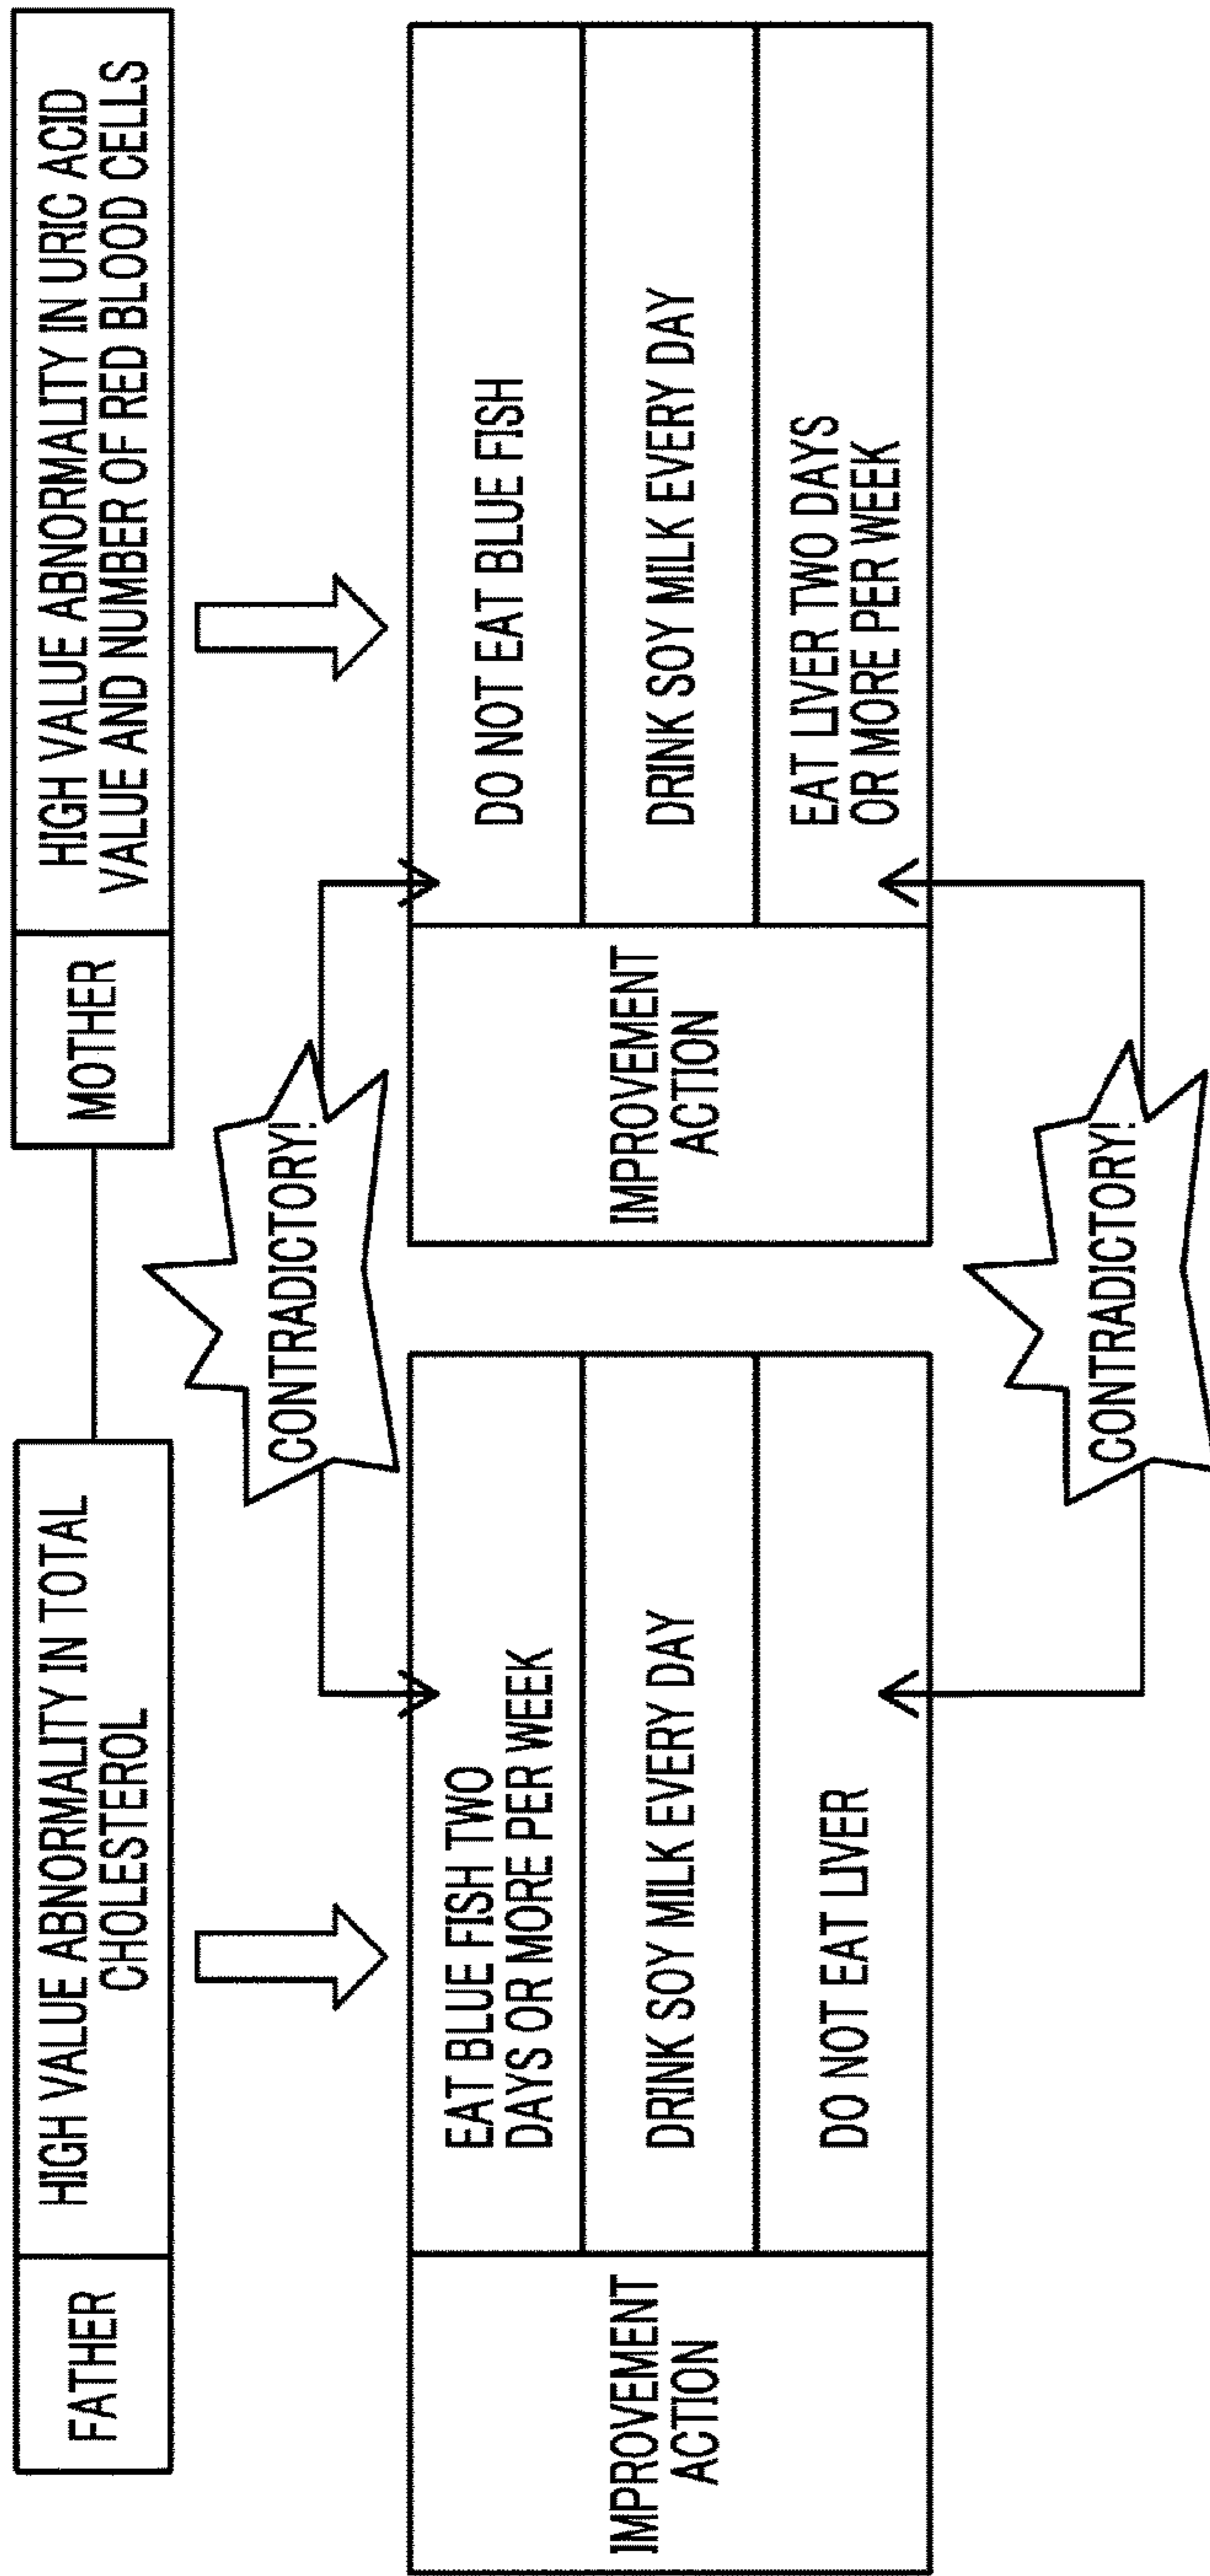 FATHER
HIGH VALUE ABNORMALITY IN TOTAL
CHOLESTEROL
MOTHER
HIGH VALUE ABNORMALITY IN URIC ACID
VALUE AND NUMBER OF RED BLOOD CELLS
CONTRADICTORY!
IMPROVEMENT
ACTION
EAT BLUE FISH TWO
DAYS OR MORE PER WEEK
DRINK SOY MILK EVERY DAY
DO NOT EAT LIVER
IMPROVEMENT
ACTION
DO NOT EAT BLUE FISH
DRINK SOY MILK EVERY DAY
EAT LIVER TWO DAYS
OR MORE PER WEEK
CONTRADICTORY!